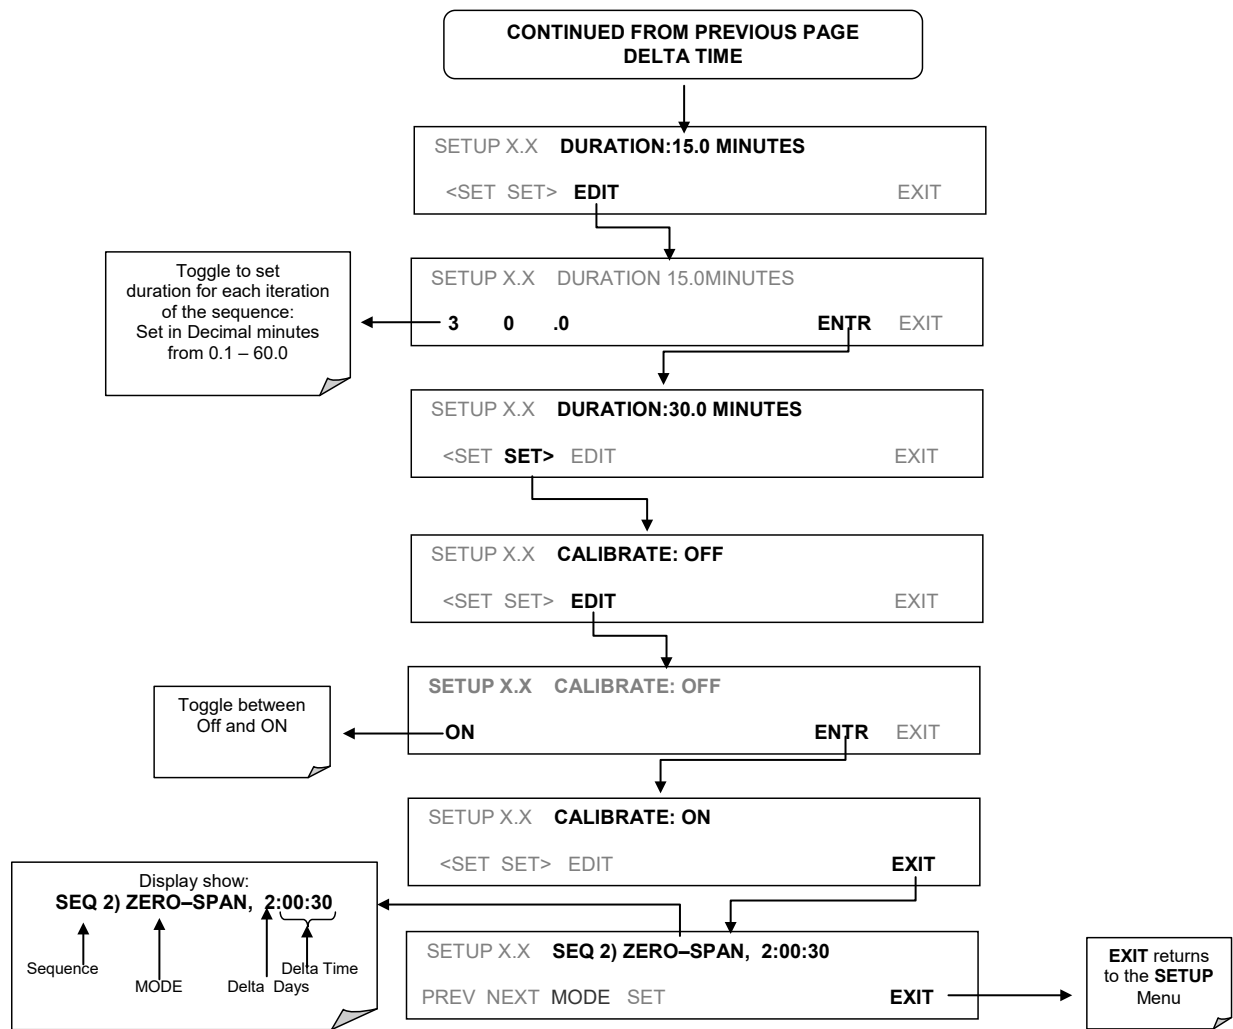 CONTINUED FROM PREVIOUS PAGE
DELTA TIME
SETUP X.X DURATION:15.0 MINUTES
<SET SET> EDIT EXIT
Toggle to set
duration for each iteration
of the sequence:
Set in Decimal minutes
from 0.1 – 60.0
SETUP X.X DURATION 15.0MINUTES
3 0 .0 ENTR EXIT
SETUP X.X DURATION:30.0 MINUTES
<SET SET> EDIT EXIT
SETUP X.X CALIBRATE: OFF
<SET SET> EDIT EXIT
Toggle between
Off and ON
SETUP X.X CALIBRATE: OFF
ON ENTR EXIT
SETUP X.X CALIBRATE: ON
<SET SET> EDIT EXIT
Display show:
SEQ 2) ZERO–SPAN, 2:00:30
Sequence
MODE
Delta Days
Delta Time
SETUP X.X SEQ 2) ZERO–SPAN, 2:00:30
PREV NEXT MODE SET EXIT
EXIT returns
to the SETUP
Menu